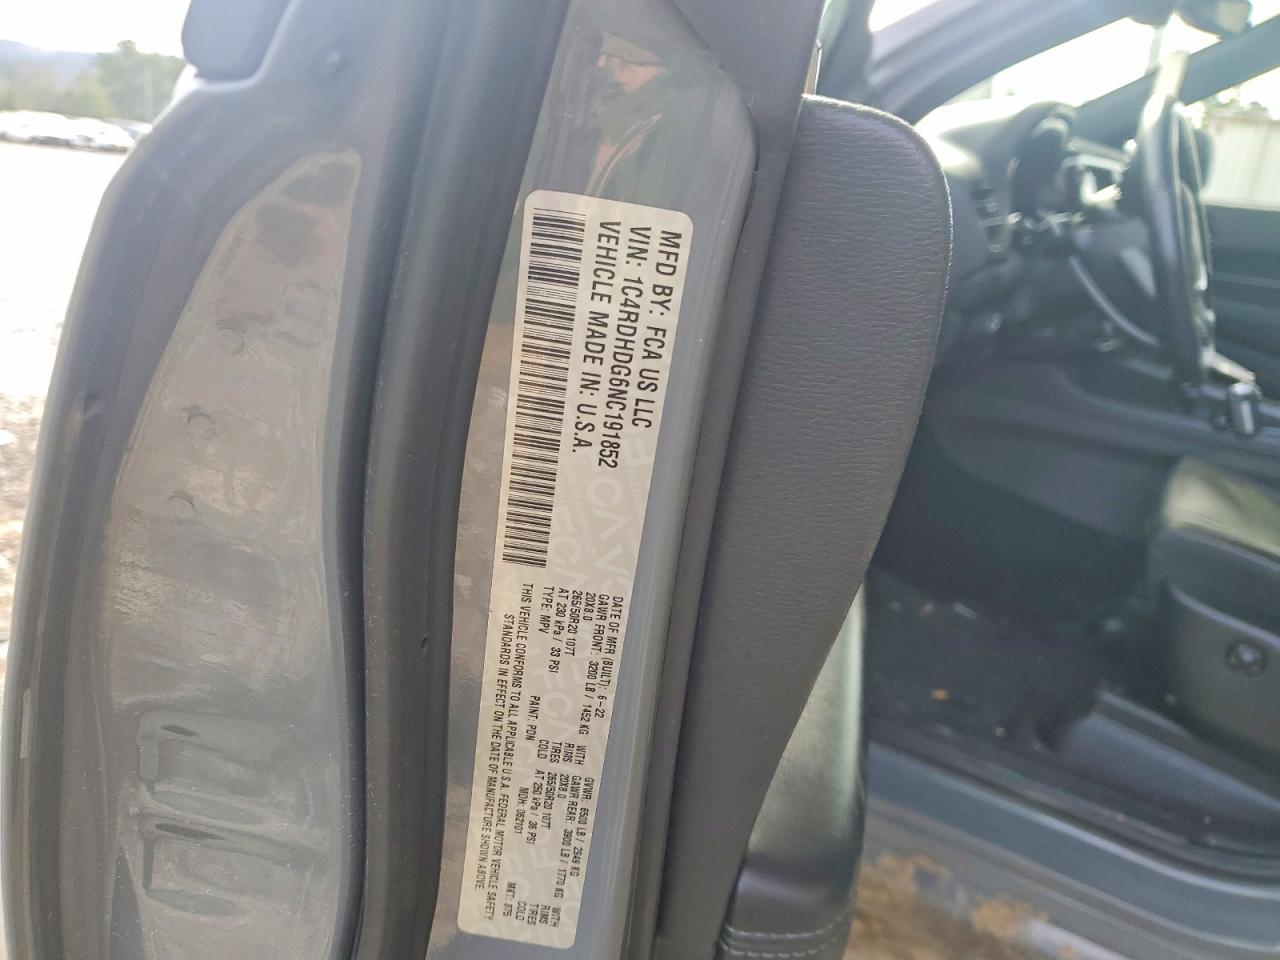 MFD BY: FCA US LLC
VIN: 1C4RDHDG6NC191852
VEHICLE MADE IN: U.S.A.
DATE OF MFR (BUILT): 6-22 GVWR: 6500 LB / 2949 KG
GAWR FRONT: 3200 LB / 1452 KG WITH GAWR REAR: 3900 LB / 1770 KG WITH
20X8.0 RIMS 20X8.0 RIMS
265/50R20 107T TIRES 265/50R20 107T TIRES
AT 230 kPa / 33 PSI COLD AT 250 kPa / 36 PSI COLD
TYPE: MPV PAINT: PDN MDH: 062101 MKT:
THIS VEHICLE CONFORMS TO ALL APPLICABLE U.S.A. FEDERAL MOTOR VEHICLE SAFETY
STANDARDS IN EFFECT ON THE DATE OF MANUFACTURE SHOWN ABOVE.